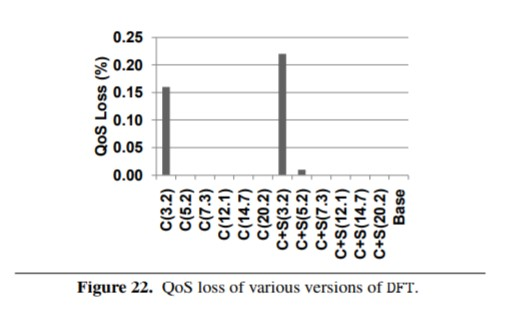 0.25
0.20
0.15
0.10
0.05
0.00
QoS Loss (%)
C(3.2)
C(5.2)
C(7.3)
C(12.1)
C(14.7)
C(20.2)
C+S(3.2)
C+S(5.2)
C+S(7.3)
C+S(12.1)
C+S(14.7)
C+S(20.2)
Base
Figure 22. QoS loss of various versions of DFT.